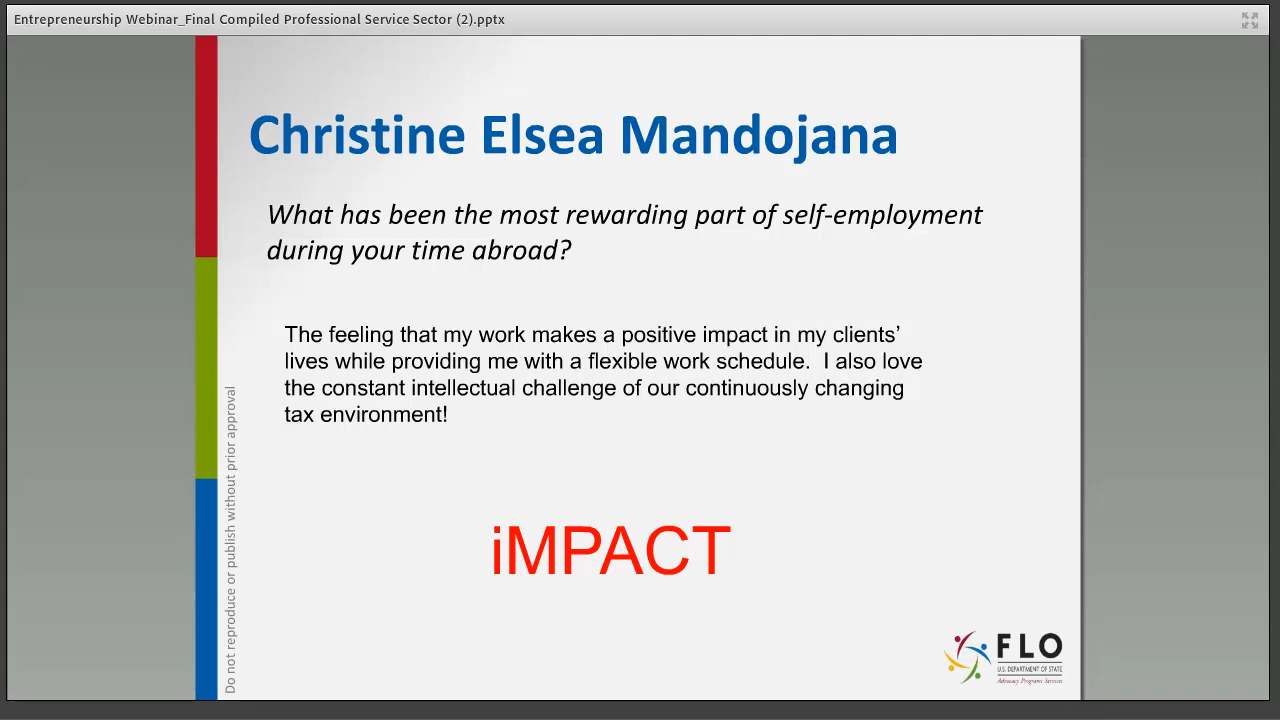 Entrepreneurship Webinar_Final Compiled Professional Service Sector (2).pptx
Christine Elsea Mandojana
What has been the most rewarding part of self-employment
during your time abroad?
The feeling that my work makes a positive impact in my clients’
lives while providing me with a flexible work schedule.  I also love
the constant intellectual challenge of our continuously changing
tax environment!
iMPACT
Do not reproduce or publish without prior approval
FLO
U.S. DEPARTMENT OF STATE
Advocacy Programs Services